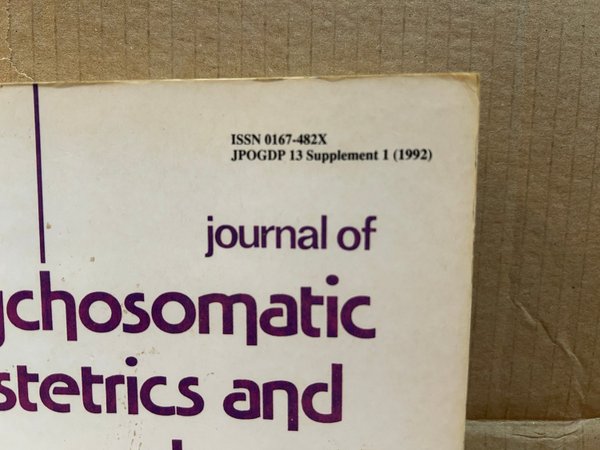 ISSN 0167-482X
JPOGDP 13 Supplement 1 (1992)
journal of
ychosomatic
stetrics and